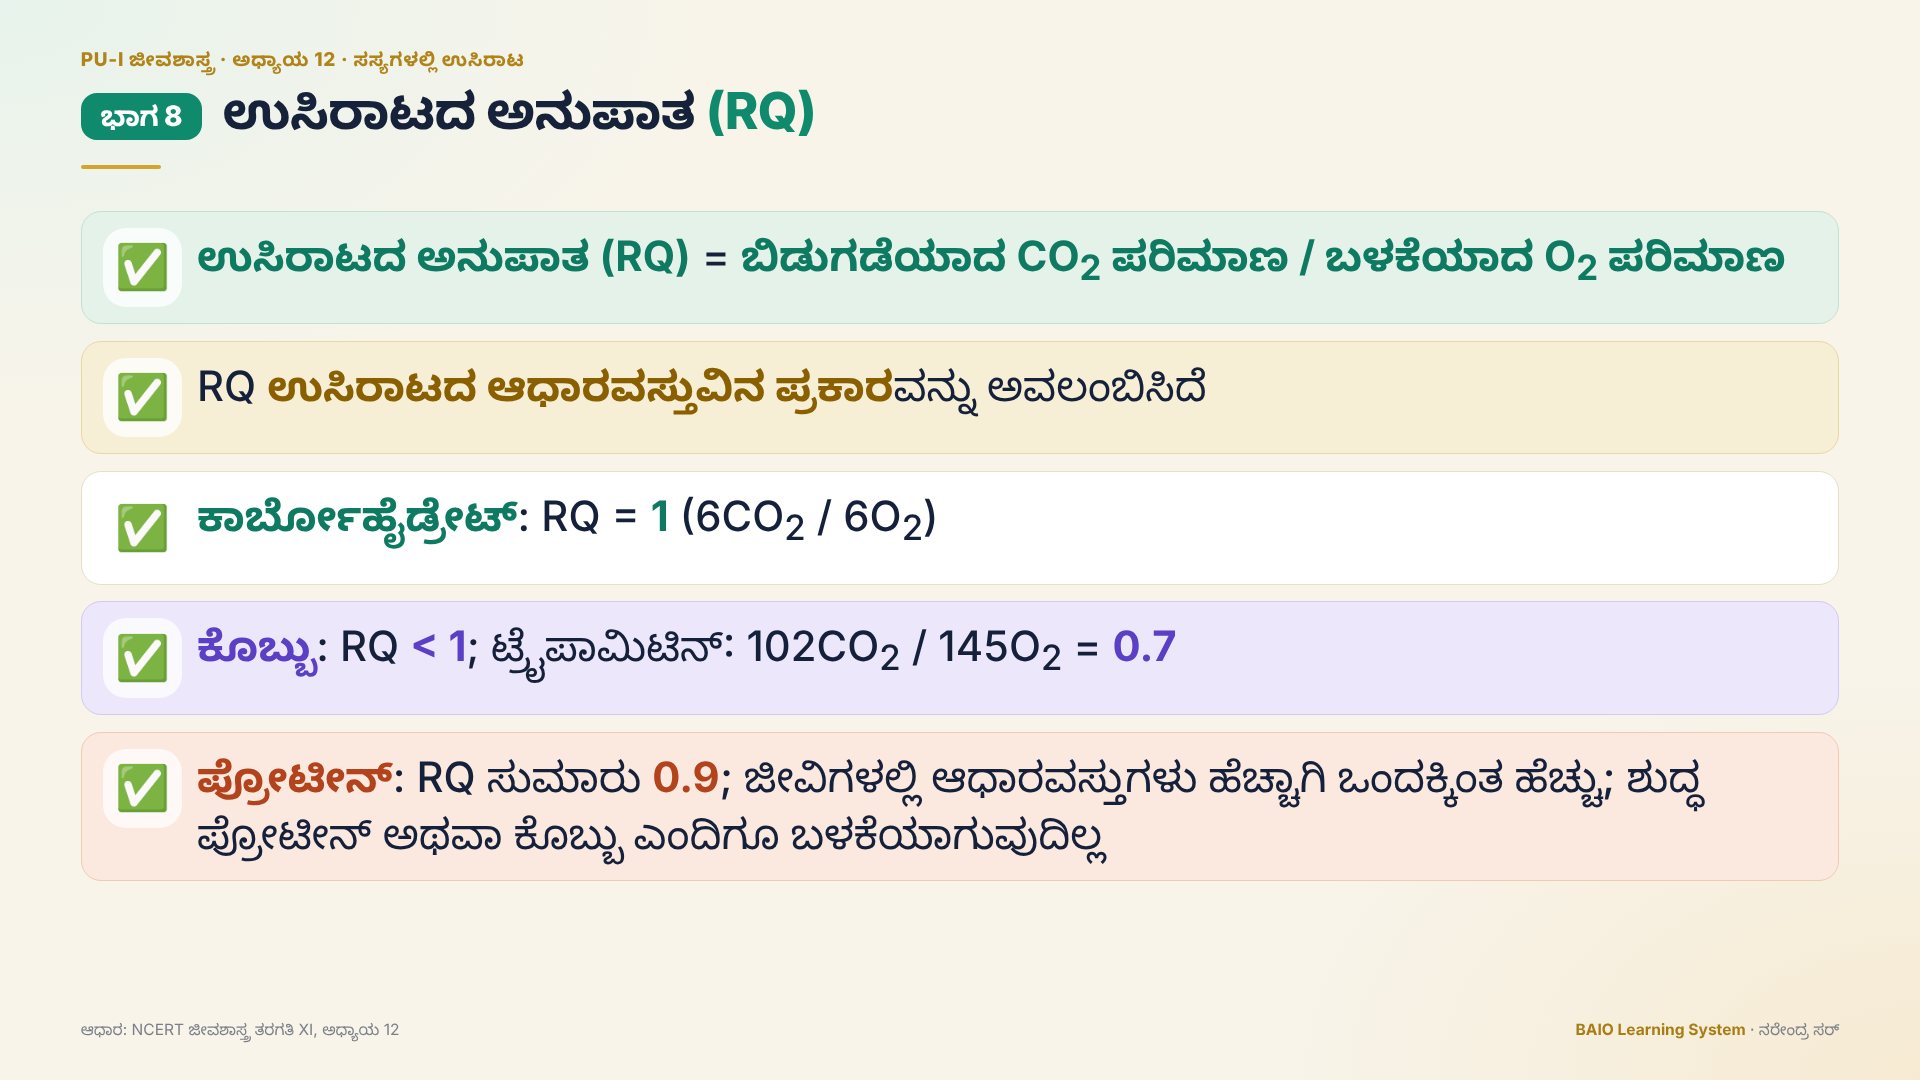 PU-I ಜೀವಶಾಸ್ತ್ರ · ಅಧ್ಯಾಯ 12 · ಸಸ್ಯಗಳಲ್ಲಿ ಉಸಿರಾಟ
ಭಾಗ 8 ಉಸಿರಾಟದ ಅನುಪಾತ (RQ)
✅ ಉಸಿರಾಟದ ಅನುಪಾತ (RQ) = ಬಿಡುಗಡೆಯಾದ CO₂ ಪರಿಮಾಣ / ಬಳಕೆಯಾದ O₂ ಪರಿಮಾಣ
✅ RQ ಉಸಿರಾಟದ ಆಧಾರವಸ್ತುವಿನ ಪ್ರಕಾರವನ್ನು ಅವಲಂಬಿಸಿದೆ
✅ ಕಾರ್ಬೋಹೈಡ್ರೇಟ್: RQ = 1 (6CO₂ / 6O₂)
✅ ಕೊಬ್ಬು: RQ < 1; ಟ್ರೈಪಾಮಿಟಿನ್: 102CO₂ / 145O₂ = 0.7
✅ ಪ್ರೋಟೀನ್: RQ ಸುಮಾರು 0.9; ಜೀವಿಗಳಲ್ಲಿ ಆಧಾರವಸ್ತುಗಳು ಹೆಚ್ಚಾಗಿ ಒಂದಕ್ಕಿಂತ ಹೆಚ್ಚು; ಶುದ್ಧ
ಪ್ರೋಟೀನ್ ಅಥವಾ ಕೊಬ್ಬು ಎಂದಿಗೂ ಬಳಕೆಯಾಗುವುದಿಲ್ಲ
ಆಧಾರ: NCERT ಜೀವಶಾಸ್ತ್ರ ತರಗತಿ XI, ಅಧ್ಯಾಯ 12
BAIO Learning System · ನರೇಂದ್ರ ಸರ್